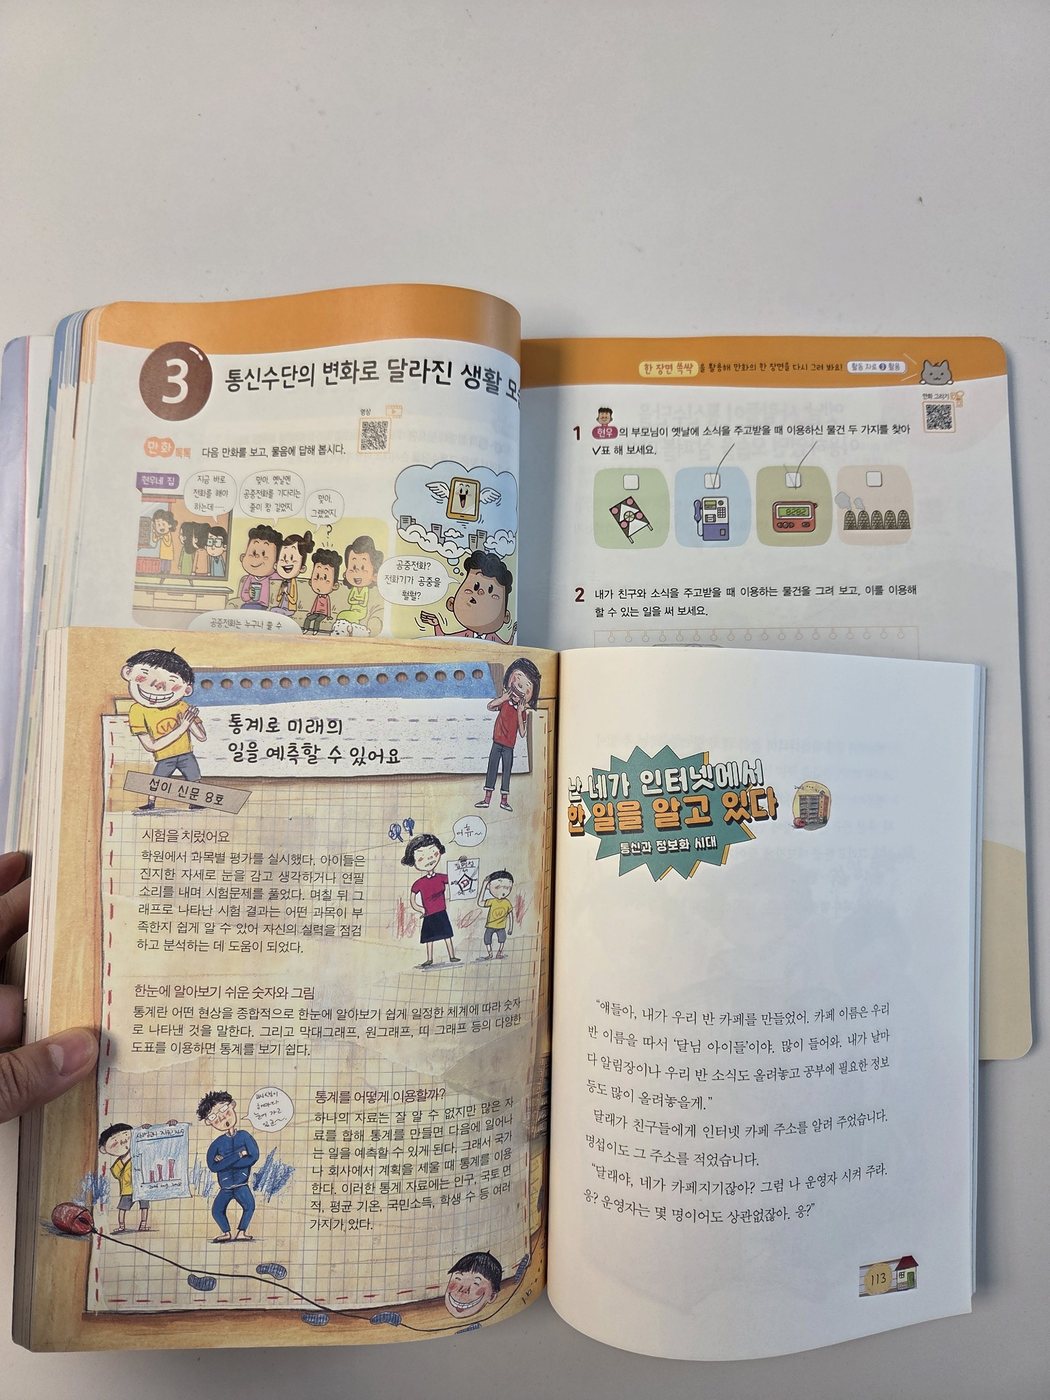 3
통신수단의 변화로 달라진 생활 모
영상
만화 톡톡 다음 만화를 보고, 물음에 답해 봅시다.
현우네 집
지금 바로
전화를 해야
하는데…
맞아. 옛날엔
공중전화를 기다리는
줄이 참 길었지.
맞아.
그랬었지!
?
공중전화?
전화기가 공중을
훨훨?
공중전화는 누구나 쓸 수
한 장면 쓱싹 을 활용해 만화의 한 장면을 다시 그려 봐요! 활동 자료 3 활용
만화 그리기
1 현우 의 부모님이 옛날에 소식을 주고받을 때 이용하신 물건 두 가지를 찾아
√표 해 보세요.
2 내가 친구와 소식을 주고받을 때 이용하는 물건을 그려 보고, 이를 이용해
할 수 있는 일을 써 보세요.
통계로 미래의
일을 예측할 수 있어요
섭이 신문 8호
시험을 치렀어요
학원에서 과목별 평가를 실시했다. 아이들은
진지한 자세로 눈을 감고 생각하거나 연필
소리를 내며 시험문제를 풀었다. 며칠 뒤 그
래프로 나타난 시험 결과는 어떤 과목이 부
족한지 쉽게 알 수 있어 자신의 실력을 점검
하고 분석하는 데 도움이 되었다.
어휴~
한눈에 알아보기 쉬운 숫자와 그림
통계란 어떤 현상을 종합적으로 한눈에 알아보기 쉽게 일정한 체계에 따라 숫자
로 나타낸 것을 말한다. 그리고 막대그래프, 원그래프, 띠 그래프 등의 다양한
도표를 이용하면 통계를 보기 쉽다.
통계를 어떻게 이용할까?
하나의 자료는 잘 알 수 없지만 많은 자
료를 합해 통계를 만들면 다음에 일어나
는 일을 예측할 수 있게 된다. 그래서 국가
나 회사에서 계획을 세울 때 통계를 이용
한다. 이러한 통계 자료에는 인구, 국토 면
적, 평균 기온, 국민소득, 학생 수 등 여러
가지가 있다.
난 네가 인터넷에서
한 일을 알고 있다
통신과 정보화 시대
“얘들아, 내가 우리 반 카페를 만들었어. 카페 이름은 우리
반 이름을 따서 ‘달님 아이들’이야. 많이 들어와. 내가 날마
다 알림장이나 우리 반 소식도 올려놓고 공부에 필요한 정보
등도 많이 올려놓을게.”
달래가 친구들에게 인터넷 카페 주소를 알려 주었습니다.
명섭이도 그 주소를 적었습니다.
“달래야, 네가 카페지기잖아? 그럼 나 운영자 시켜 주라.
응? 운영자는 몇 명이어도 상관없잖아. 응?”
113